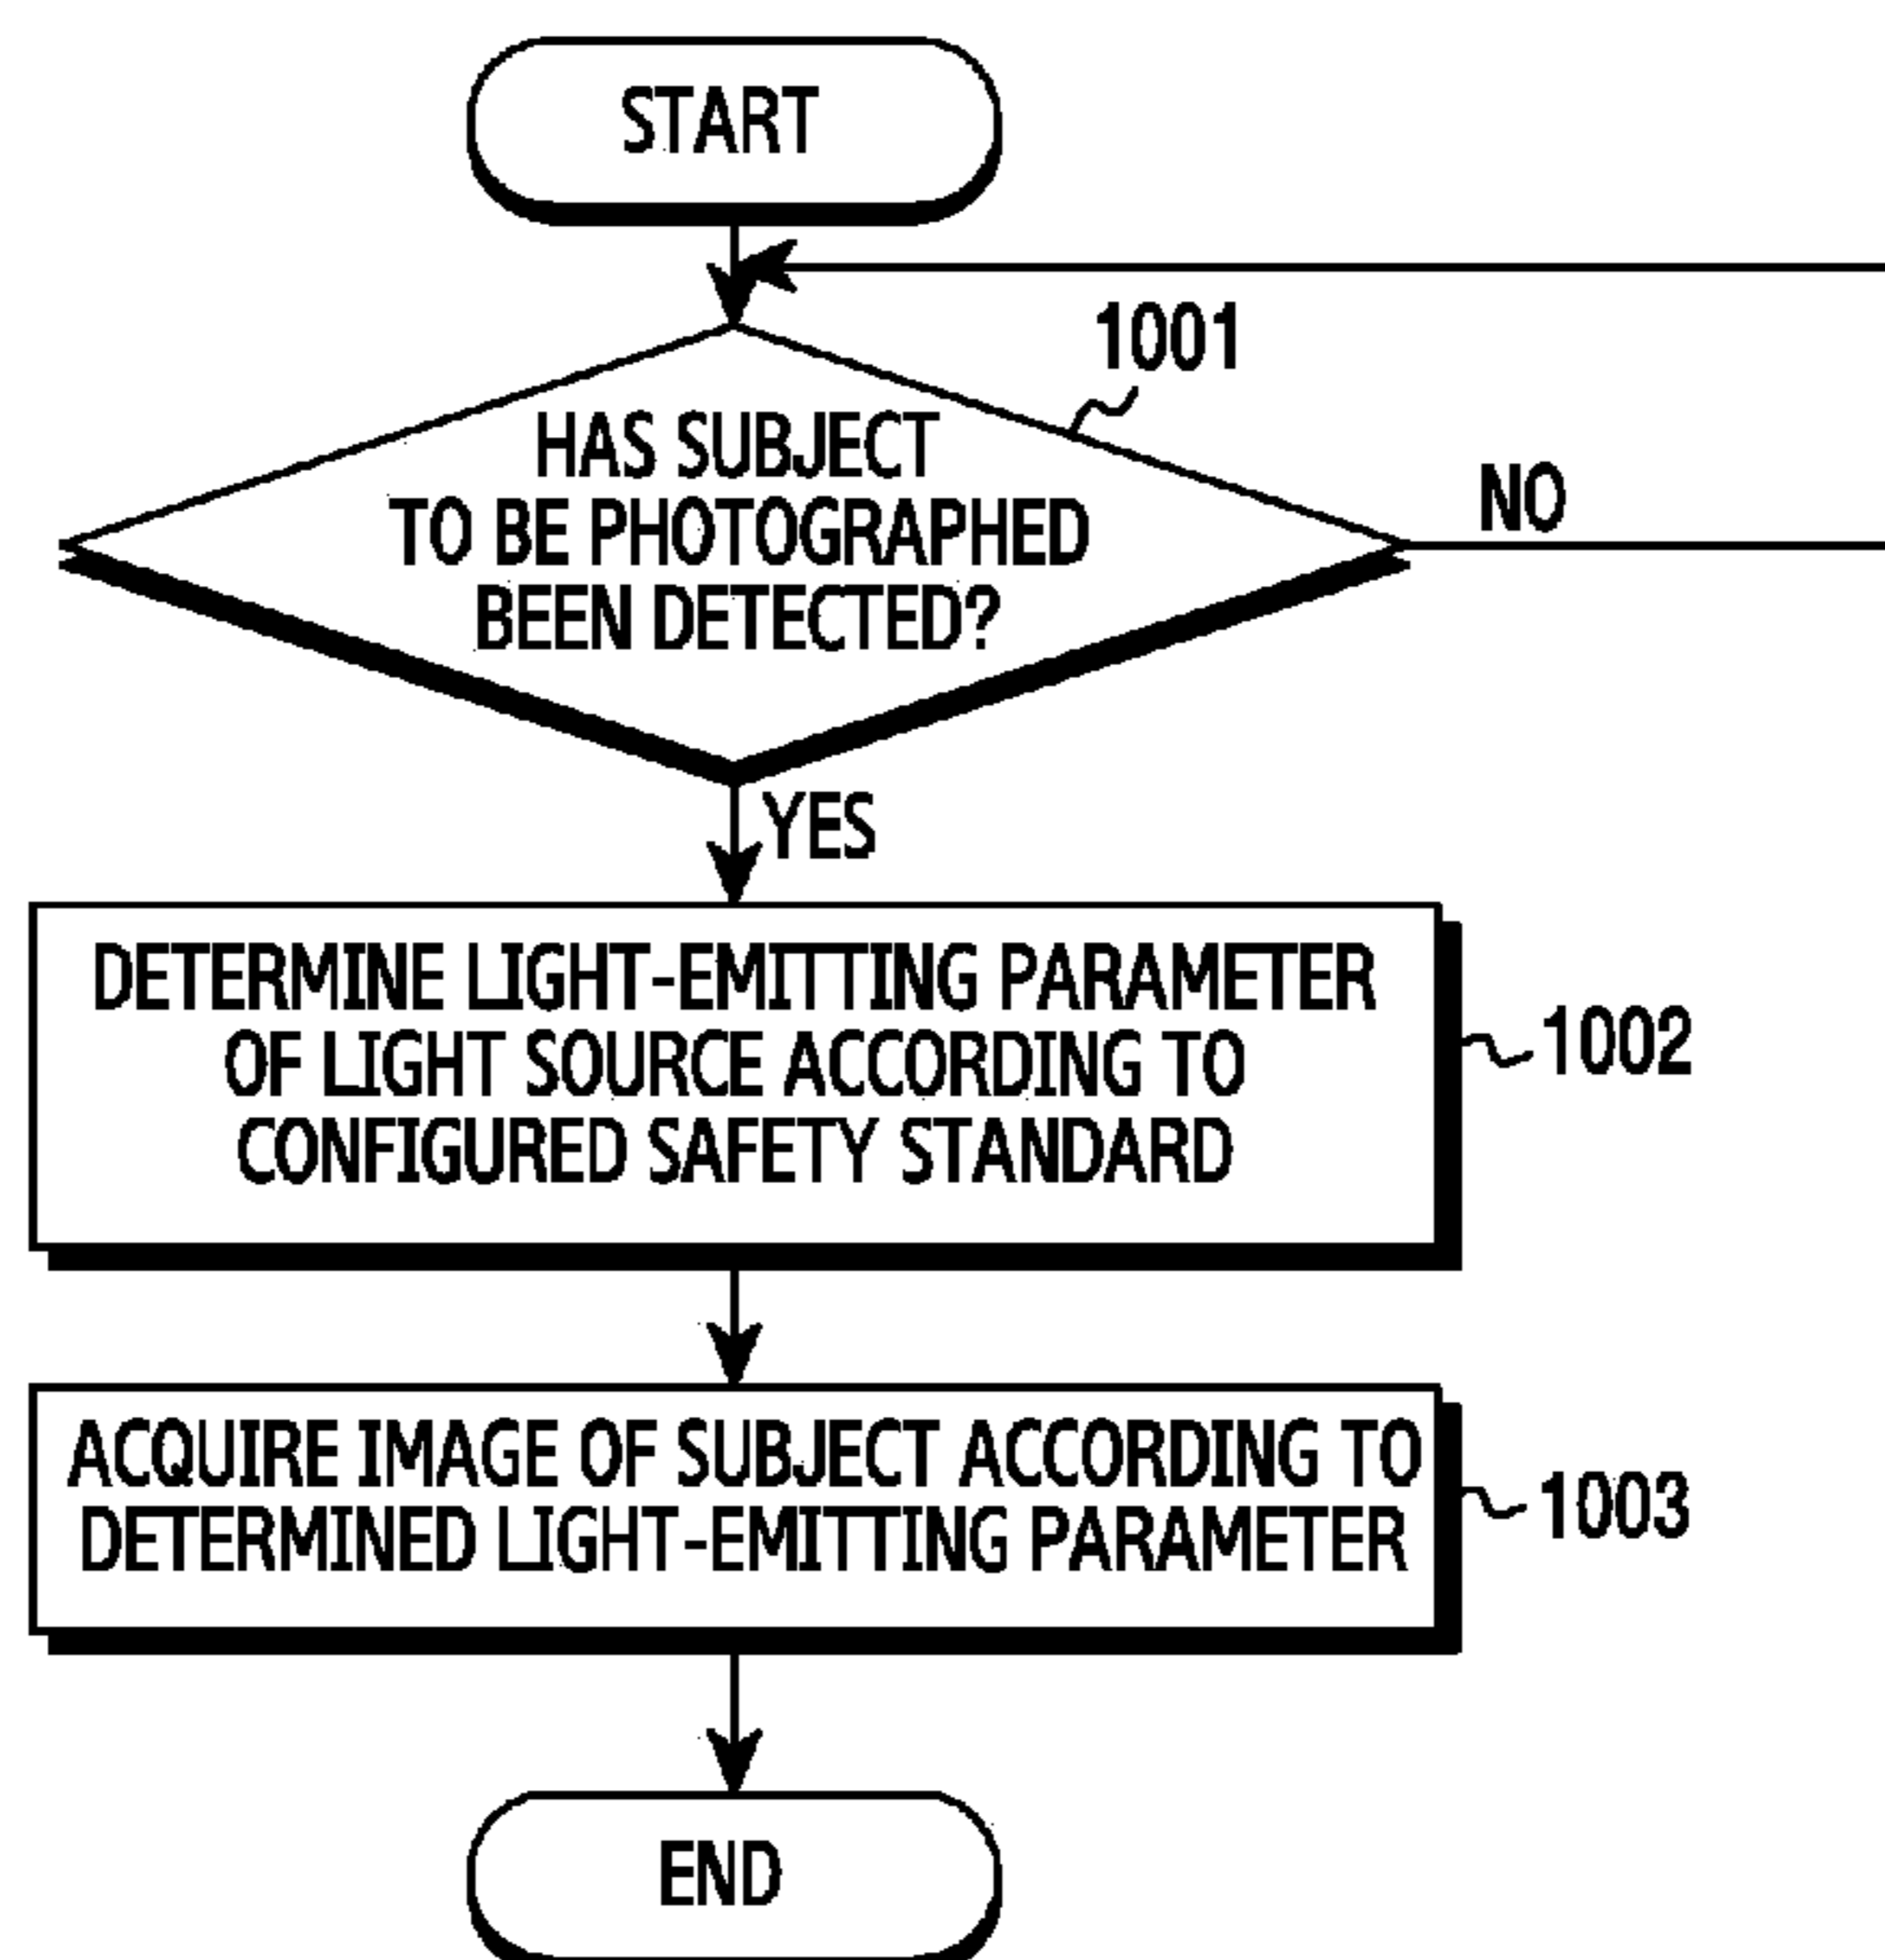 START
1001
HAS SUBJECT
TO BE PHOTOGRAPHED
BEEN DETECTED?
NO
YES
DETERMINE LIGHT-EMITTING PARAMETER
OF LIGHT SOURCE ACCORDING TO
CONFIGURED SAFETY STANDARD
1002
ACQUIRE IMAGE OF SUBJECT ACCORDING TO
DETERMINED LIGHT-EMITTING PARAMETER
1003
END